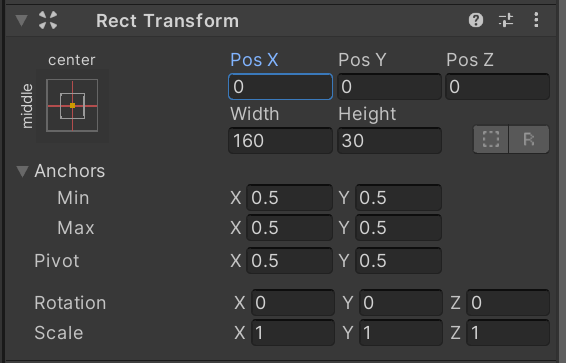 Rect Transform
center
middle
Pos X Pos Y Pos Z
0 0 0
Width Height
160 30
R
Anchors
Min X 0.5 Y 0.5
Max X 0.5 Y 0.5
Pivot X 0.5 Y 0.5
Rotation X 0 Y 0 Z 0
Scale X 1 Y 1 Z 1